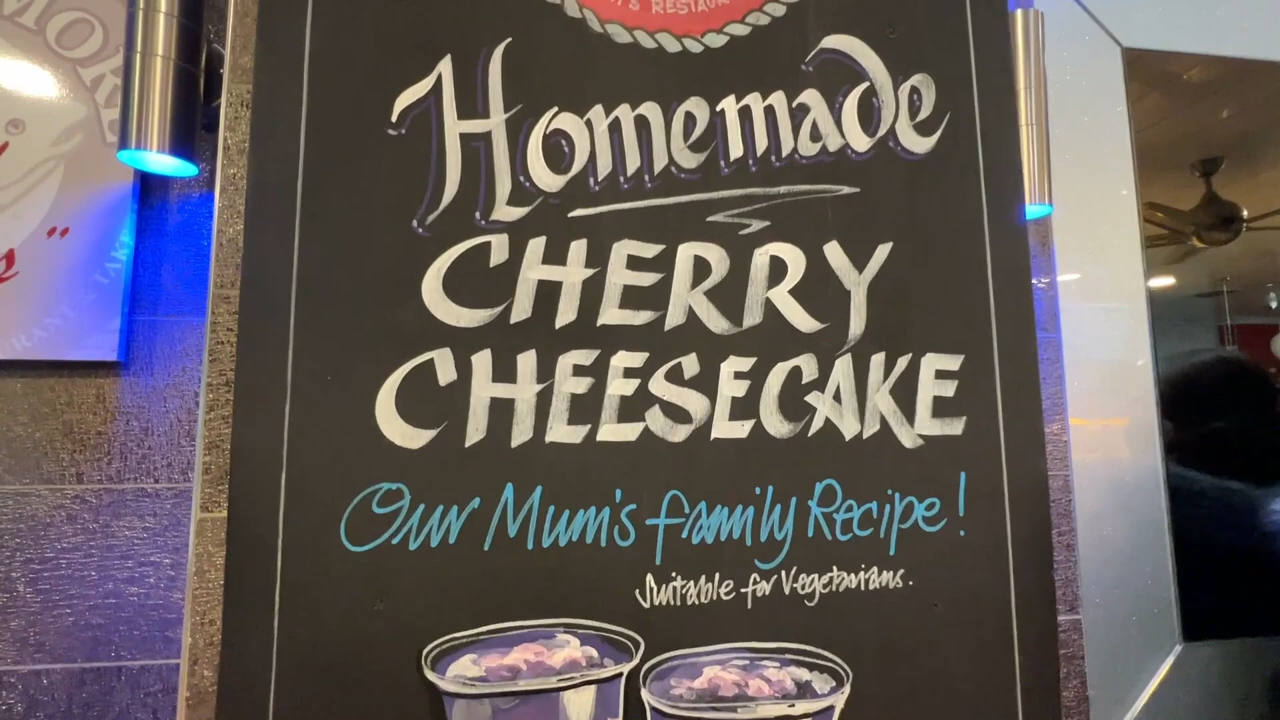 Homemade
CHERRY
CHEESECAKE
Our Mum's family Recipe!
Suitable for Vegetarians.